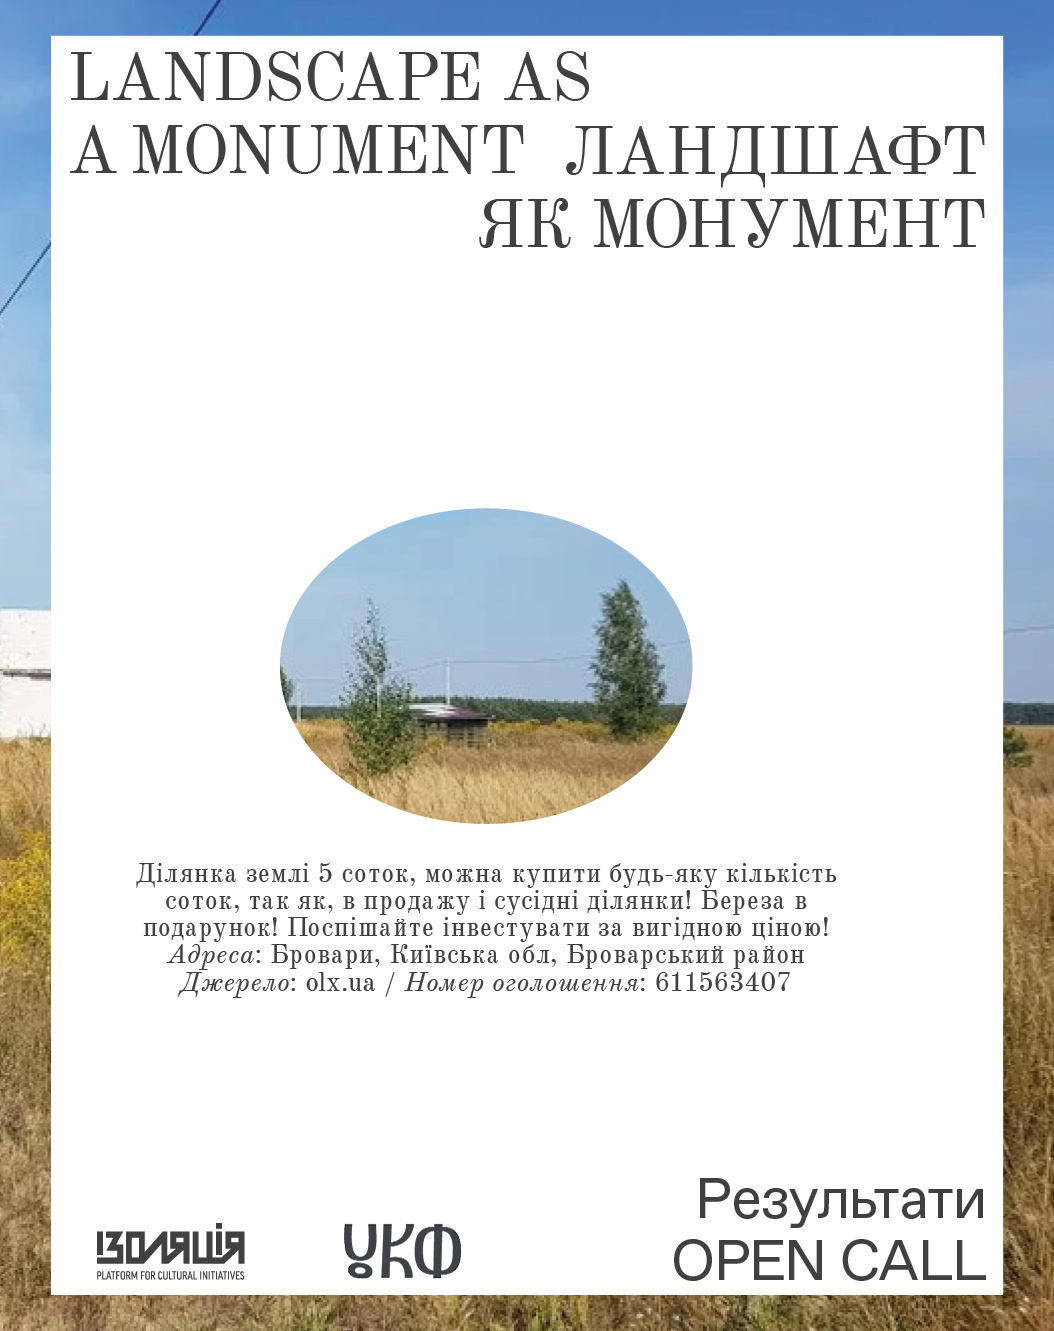 LANDSCAPE AS
A MONUMENT
ЛАНДШАФТ
ЯК МОНУМЕНТ
Ділянка землі 5 соток, можна купити будь-яку кількість
соток, так як, в продажу і сусідні ділянки! Береза в
подарунок! Поспішайте інвестувати за вигідною ціною!
Адреса: Бровари, Київська обл, Броварський район
Джерело: olx.ua / Номер оголошення: 611563407
Результати
OPEN CALL
ІЗОЛЯЦІЯ
PLATFORM FOR CULTURAL INITIATIVES
УКФ